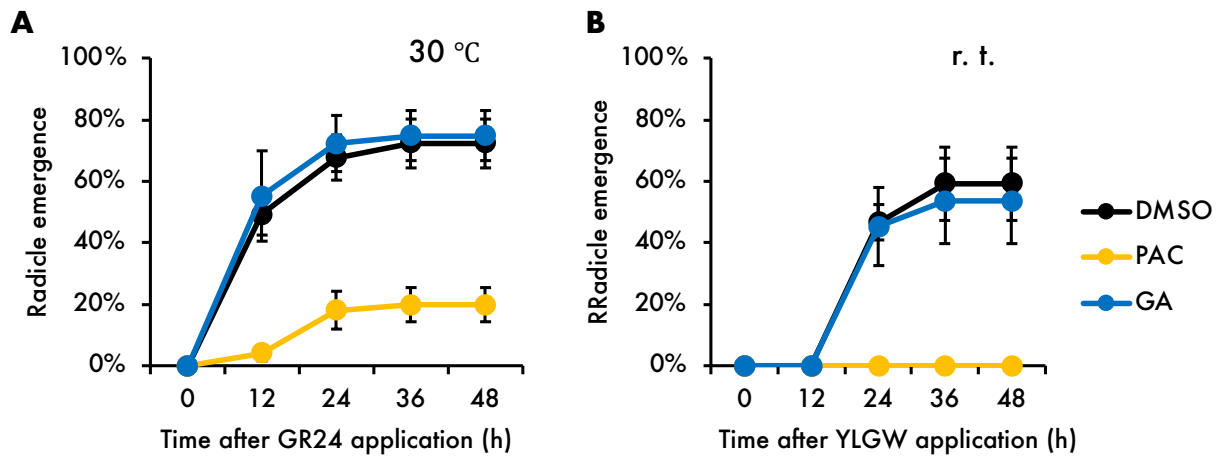 A
30 °C
100%
80%
60%
40%
20%
0%
Radicle emergence
0 12 24 36 48
Time after GR24 application (h)
B
r. t.
100%
80%
60%
40%
20%
0%
RRadicle emergence
0 12 24 36 48
Time after YLGW application (h)
DMSO
PAC
GA